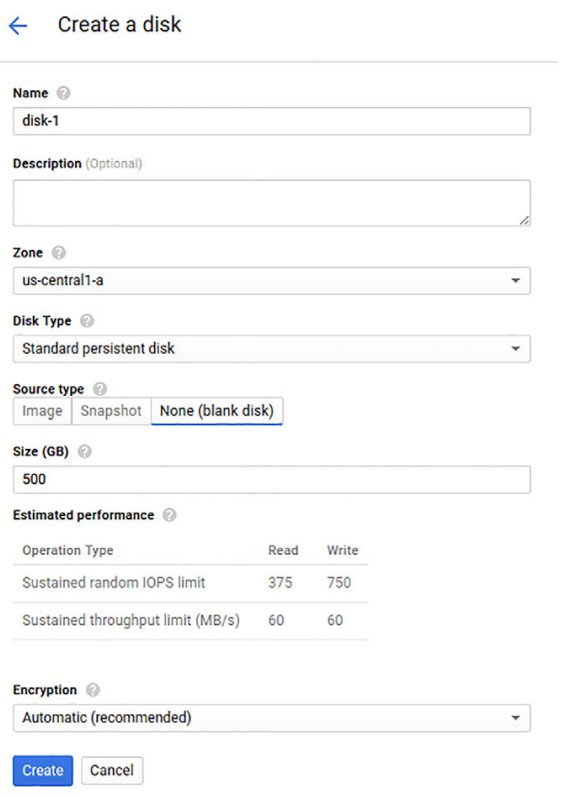 Create a disk
Name
disk-1
Description (Optional)
Zone
us-central1-a
Disk Type
Standard persistent disk
Source type
Image Snapshot None (blank disk)
Size (GB)
500
Estimated performance
Operation Type Read Write
Sustained random IOPS limit 375 750
Sustained throughput limit (MB/s) 60 60
Encryption
Automatic (recommended)
Create Cancel